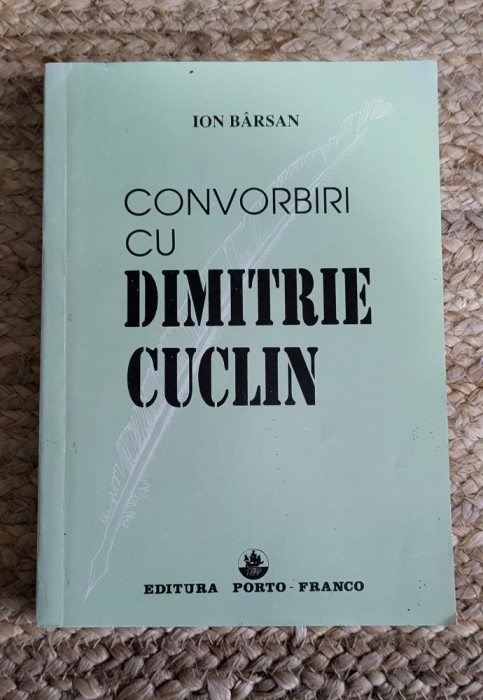 ION BÂRSAN
CONVORBIRI
CU
DIMITRIE
CUCLIN
EDITURA PORTO-FRANCO